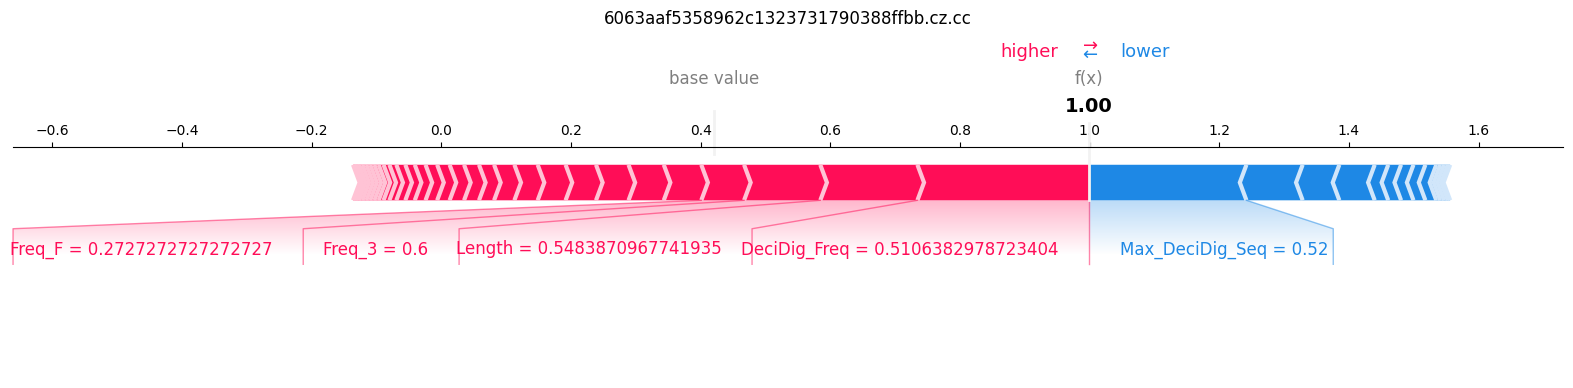 6063aaf5358962c1323731790388ffbb.cz.cc
higher ⇄ lower
base value f(x)
1.00
−0.6 −0.4 −0.2 0.0 0.2 0.4 0.6 0.8 1.0 1.2 1.4 1.6
Freq_F = 0.2727272727272727 Freq_3 = 0.6 Length = 0.5483870967741935 DeciDig_Freq = 0.5106382978723404 Max_DeciDig_Seq = 0.52